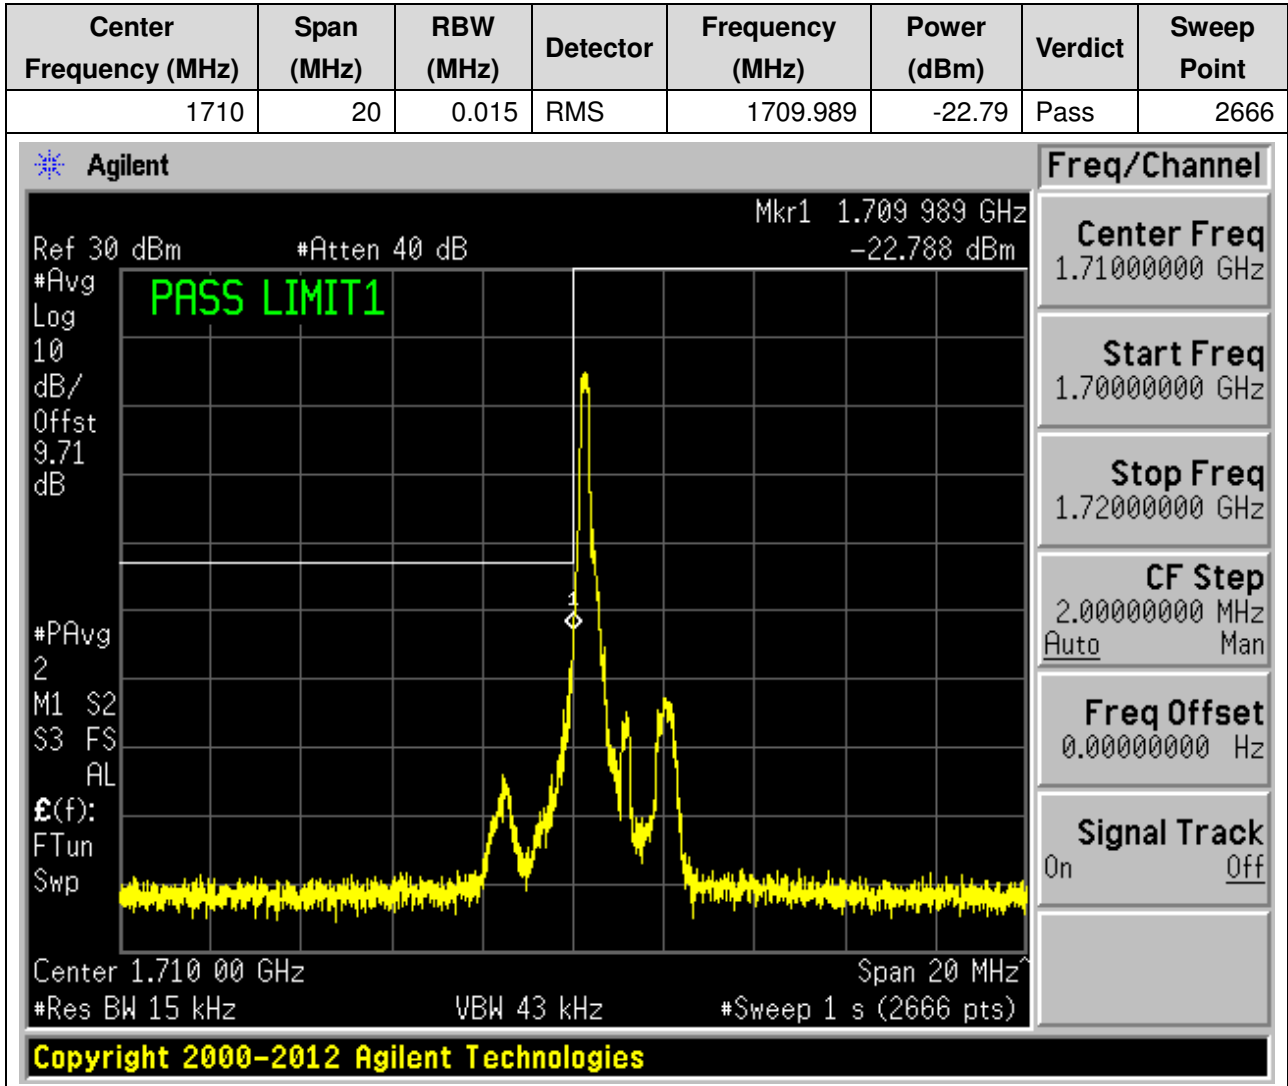 Center Frequency (MHz) Span (MHz) RBW (MHz) Detector Frequency (MHz) Power (dBm) Verdict Sweep Point
1710 20 0.015 RMS 1709.989 -22.79 Pass 2666
Agilent
Freq/Channel
Mkr1 1.709 989 GHz
Ref 30 dBm #Atten 40 dB -22.788 dBm
#Avg
Log
10
dB/
Offst
9.71
dB
PASS LIMIT1
1
#PAvg
2
M1 S2
S3 FS
AL
£(f):
FTun
Swp
Center 1.710 00 GHz Span 20 MHz^
#Res BW 15 kHz VBW 43 kHz #Sweep 1 s (2666 pts)
Center Freq
1.71000000 GHz
Start Freq
1.70000000 GHz
Stop Freq
1.72000000 GHz
CF Step
2.00000000 MHz
Auto Man
Freq Offset
0.00000000 Hz
Signal Track
On Off
Copyright 2000-2012 Agilent Technologies